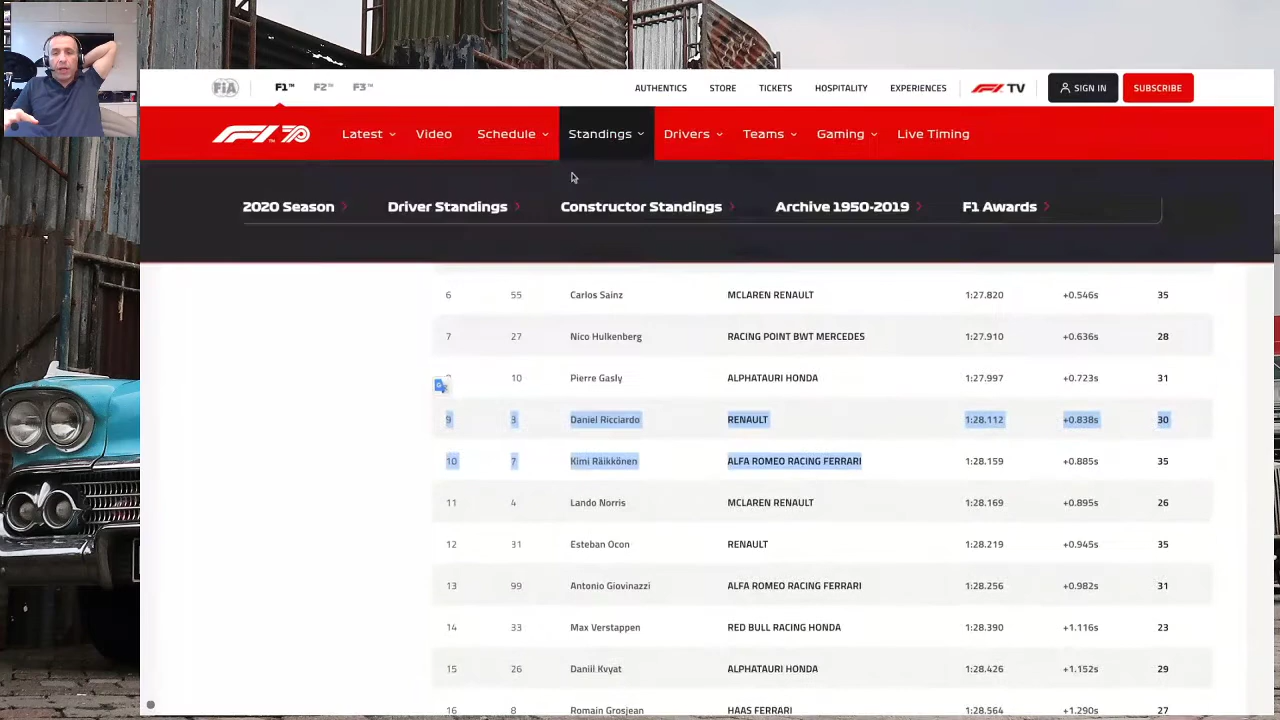 FiA F1™ F2™ F3™ AUTHENTICS STORE TICKETS HOSPITALITY EXPERIENCES F1 TV SIGN IN SUBSCRIBE
F1 70 Latest Video Schedule Standings Drivers Teams Gaming Live Timing
2020 Season Driver Standings Constructor Standings Archive 1950-2019 F1 Awards
6 55 Carlos Sainz MCLAREN RENAULT 1:27.820 +0.546s 35
7 27 Nico Hulkenberg RACING POINT BWT MERCEDES 1:27.910 +0.636s 28
10 Pierre Gasly ALPHATAURI HONDA 1:27.997 +0.723s 31
9 3 Daniel Ricciardo RENAULT 1:28.112 +0.838s 30
10 7 Kimi Räikkönen ALFA ROMEO RACING FERRARI 1:28.159 +0.885s 35
11 4 Lando Norris MCLAREN RENAULT 1:28.169 +0.895s 26
12 31 Esteban Ocon RENAULT 1:28.219 +0.945s 35
13 99 Antonio Giovinazzi ALFA ROMEO RACING FERRARI 1:28.256 +0.982s 31
14 33 Max Verstappen RED BULL RACING HONDA 1:28.390 +1.116s 23
15 26 Daniil Kvyat ALPHATAURI HONDA 1:28.426 +1.152s 29
16 8 Romain Grosjean HAAS FERRARI 1:28.564 +1.290s 27